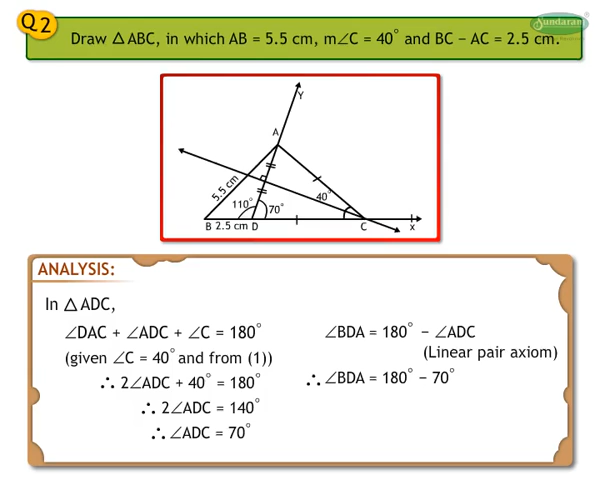 Q2
Sundaram
Draw △ABC, in which AB = 5.5 cm, m∠C = 40° and BC − AC = 2.5 cm.
Y
A
5.5 cm
40°
110°
70°
B 2.5 cm D
C
x
ANALYSIS:
In △ADC,
∠DAC + ∠ADC + ∠C = 180°
(given ∠C = 40° and from (1))
∴ 2∠ADC + 40° = 180°
∴ 2∠ADC = 140°
∴ ∠ADC = 70°
∠BDA = 180° − ∠ADC
(Linear pair axiom)
∴ ∠BDA = 180° − 70°